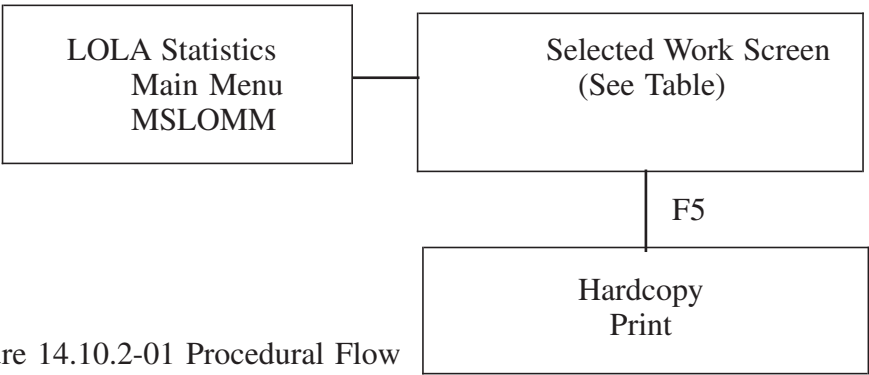 LOLA Statistics
Main Menu
MSLOMM
Selected Work Screen
(See Table)
F5
Hardcopy
Print
re 14.10.2-01 Procedural Flow